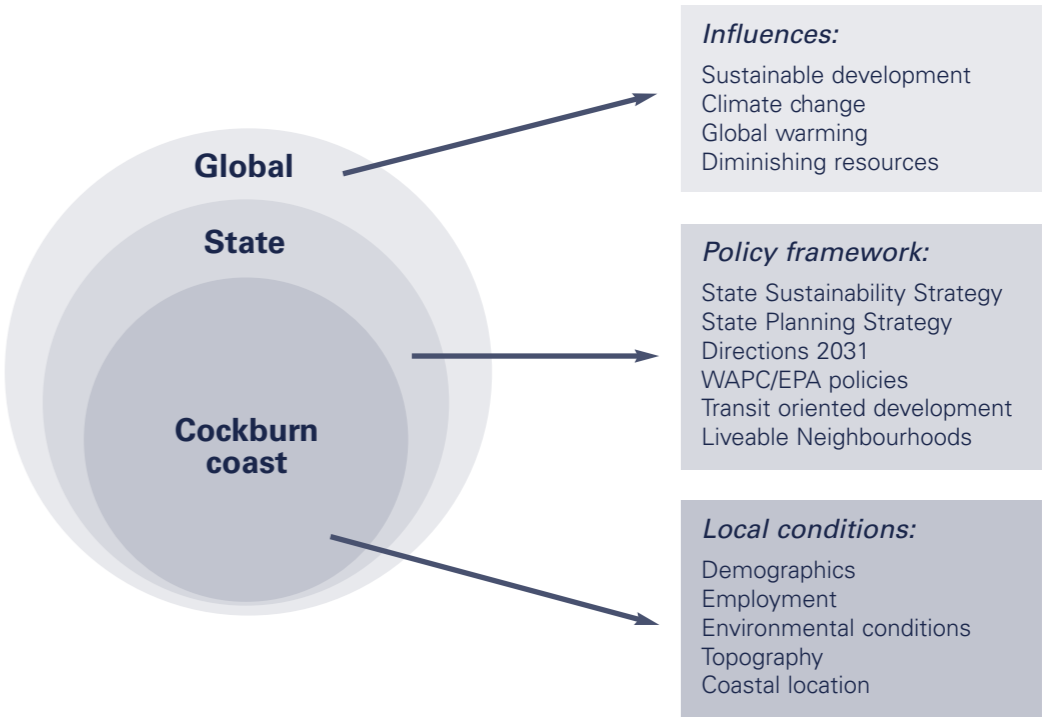 Global
State
Cockburn
coast
Influences:
Sustainable development
Climate change
Global warming
Diminishing resources
Policy framework:
State Sustainability Strategy
State Planning Strategy
Directions 2031
WAPC/EPA policies
Transit oriented development
Liveable Neighbourhoods
Local conditions:
Demographics
Employment
Environmental conditions
Topography
Coastal location